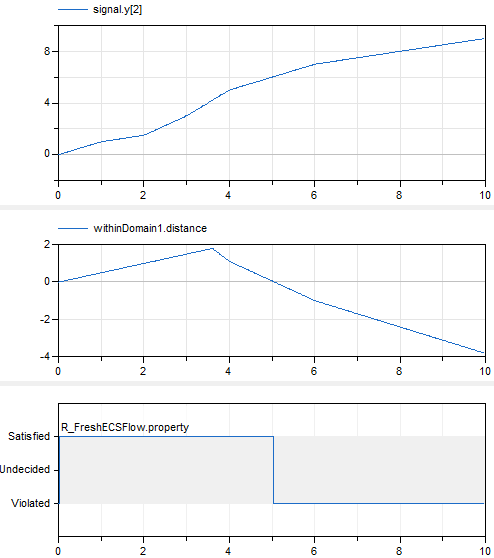 signal.y[2]
8
4
0
0 2 4 6 8 10
withinDomain1.distance
2
0
-2
-4
0 2 4 6 8 10
R_FreshECSFlow.property
Satisfied
Undecided
Violated
0 2 4 6 8 10